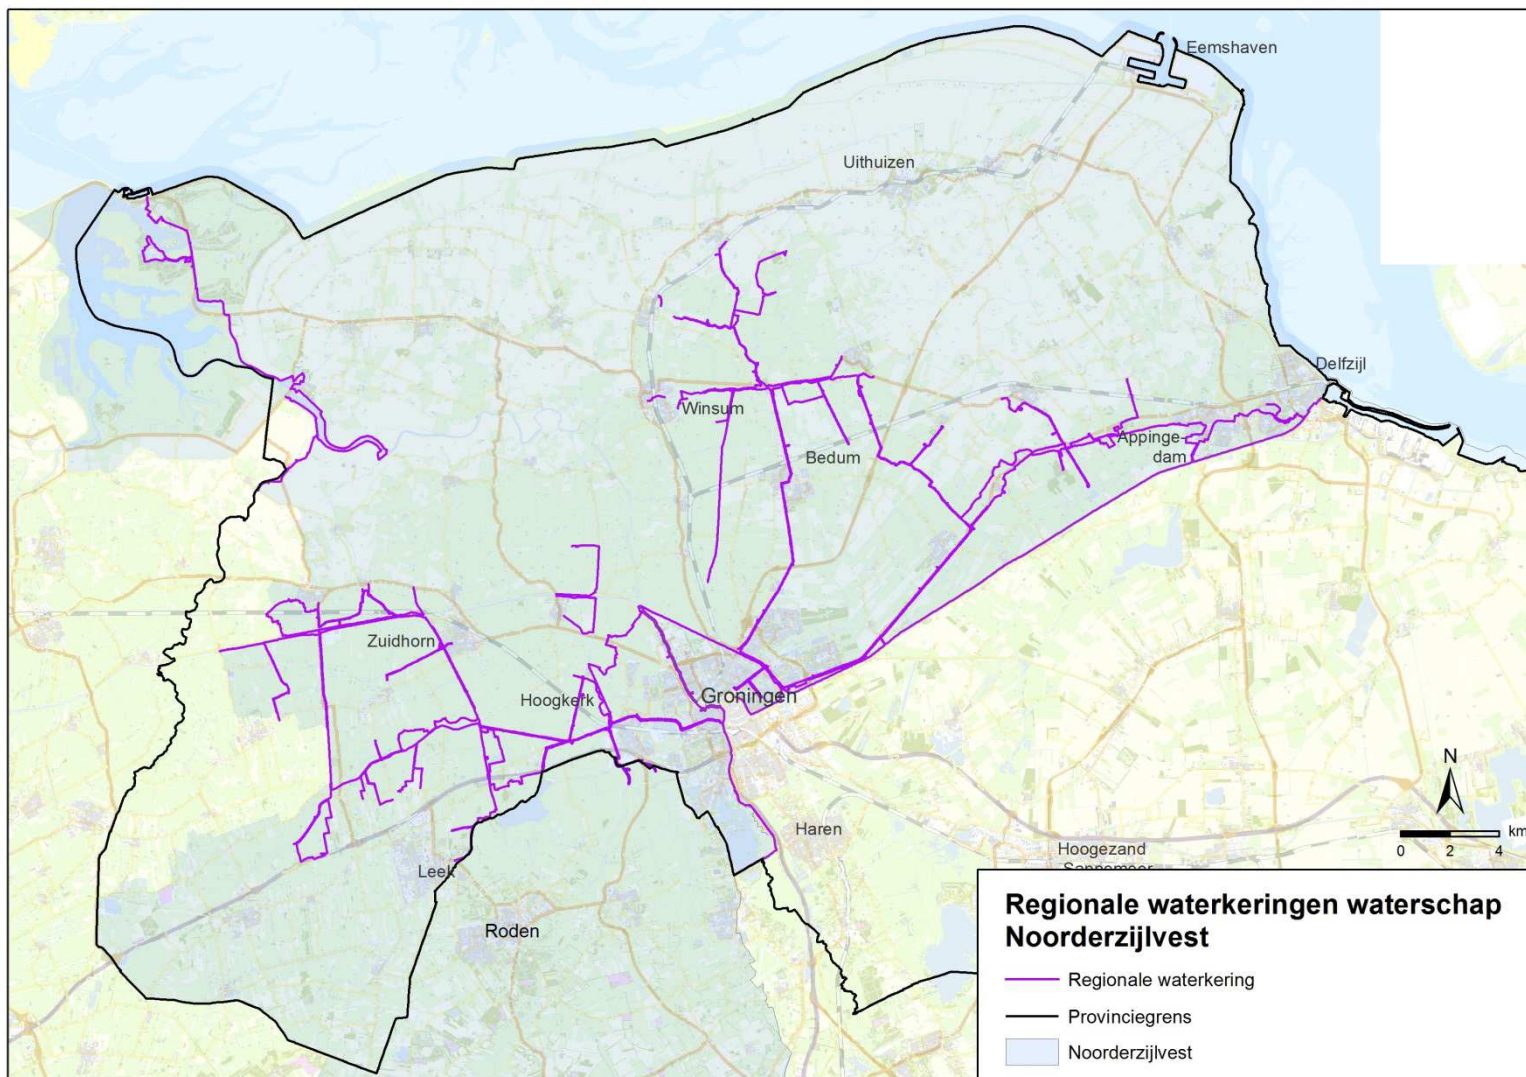 Eemshaven
Uithuizen
Delfzijl
Winsum
Appinge-
dam
Bedum
Zuidhorn
Hoogkerk
Groningen
Haren
Hoogezand
Sappemeer
Leek
Roden
N
km
0 2 4
Regionale waterkeringen waterschap
Noorderzijlvest
Regionale waterkering
Provinciegrens
Noorderzijlvest